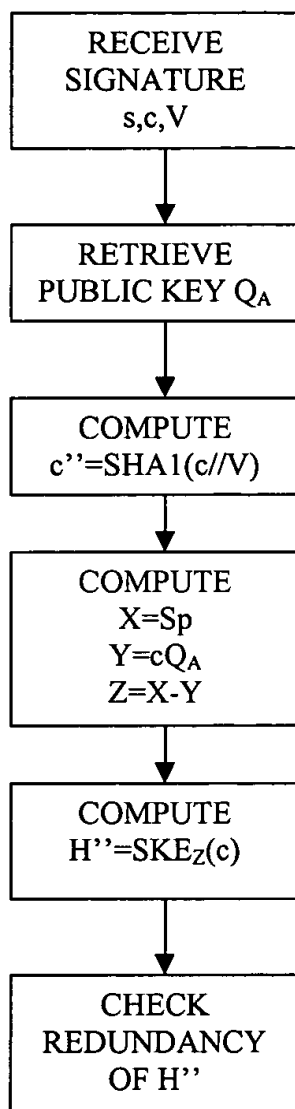 RECEIVE
SIGNATURE
s,c,V
RETRIEVE
PUBLIC KEY QA
COMPUTE
c''=SHA1(c//V)
COMPUTE
X=Sp
Y=cQA
Z=X-Y
COMPUTE
H''=SKEZ(c)
CHECK
REDUNDANCY
OF H''